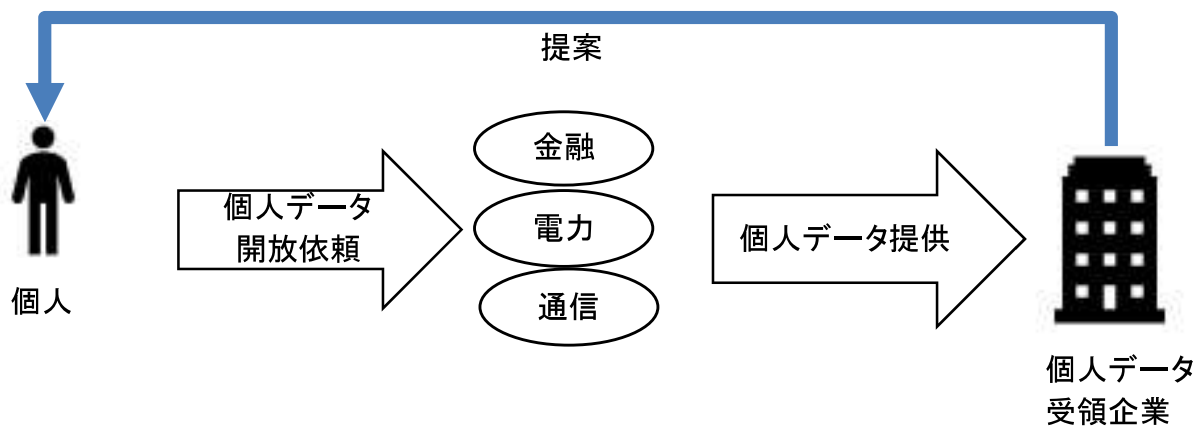 提案
金融
個人データ
開放依頼
電力
個人データ提供
通信
個人
個人データ
受領企業